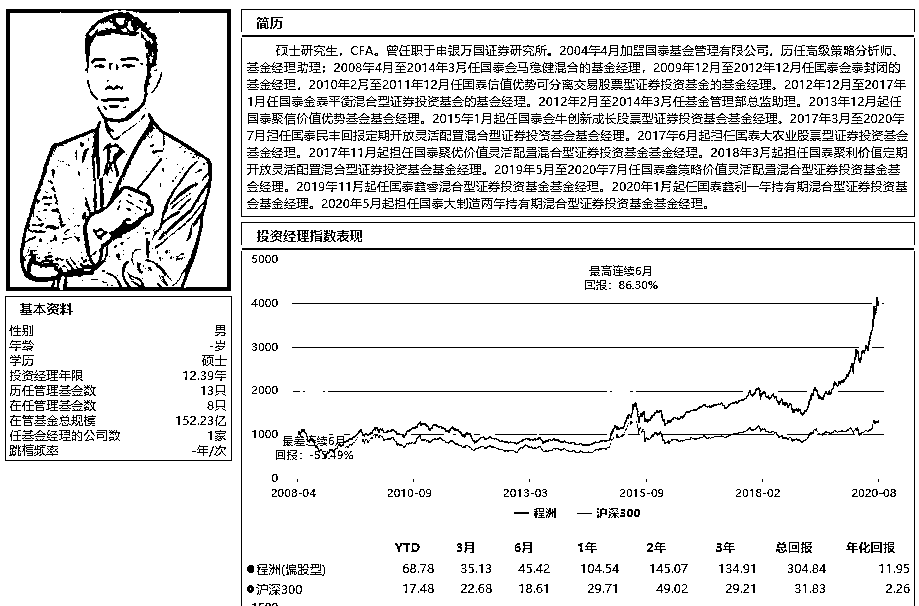 简历
硕士研究生，CFA。曾任职于申银万国证券研究所。2004年4月加盟国泰基金管理有限公司，历任高级策略分析师、
基金经理助理；2008年4月至2014年3月任国泰金马稳健混合的基金经理，2009年12月至2012年12月任国泰金泰封闭的
基金经理，2010年2月至2011年12月任国泰估值优势可分离交易股票型证券投资基金的基金经理。2012年12月至2017年
1月任国泰金泰平衡混合型证券投资基金的基金经理。2012年2月至2014年3月任基金管理部总监助理。2013年12月起任
国泰聚信价值优势基金基金经理。2015年1月起任国泰金牛创新成长股票型证券投资基金基金经理。2017年3月至2020年
7月担任国泰民丰回报定期开放灵活配置混合型证券投资基金基金经理。2017年6月起担任国泰大农业股票型证券投资基金
基金经理。2017年11月起担任国泰聚优价值灵活配置混合型证券投资基金基金经理。2018年3月起担任国泰聚利价值定期
开放灵活配置混合型证券投资基金基金经理。2019年5月至2020年7月任国泰鑫策略价值灵活配置混合型证券投资基金基
金经理。2019年11月起任国泰鑫睿混合型证券投资基金基金经理。2020年1月起任国泰鑫利一年持有期混合型证券投资基
金基金经理。2020年5月起担任国泰大制造两年持有期混合型证券投资基金基金经理。
基本资料
性别 男
年龄 -岁
学历 硕士
投资经理年限 12.39年
历任管理基金数 13只
在任管理基金数 8只
在管基金总规模 152.23亿
任基金经理的公司数 1家
跳槽频率 -年/次
投资经理指数表现
5000
最高连续6月
回报：86.30%
4000
3000
2000
1000
最差连续6月
回报：-55.49%
0
2008-04 2010-09 2013-03 2015-09 2018-02 2020-08
程洲 沪深300
YTD 3月 6月 1年 2年 3年 总回报 年化回报
程洲(偏股型) 68.78 35.13 45.42 104.54 145.07 134.91 304.84 11.95
沪深300 17.48 22.68 18.61 29.71 49.02 29.21 31.83 2.26